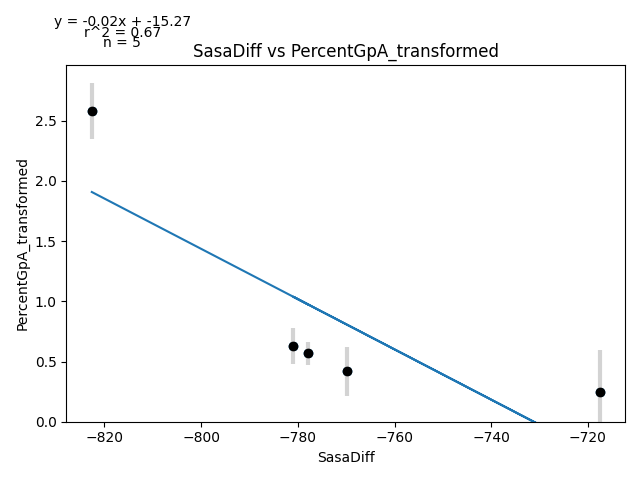 y = -0.02x + -15.27
r^2 = 0.67
n = 5
SasaDiff vs PercentGpA_transformed
PercentGpA_transformed
2.5
2.0
1.5
1.0
0.5
0.0
−820 −800 −780 −760 −740 −720
SasaDiff